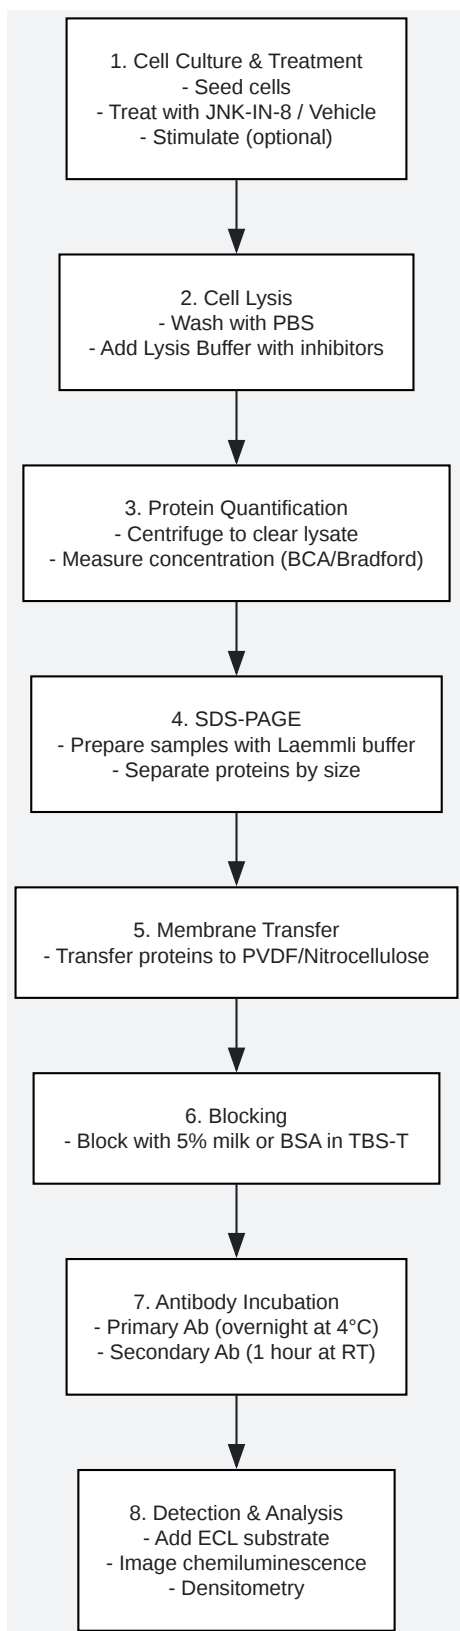 1. Cell Culture & Treatment
- Seed cells
- Treat with JNK-IN-8 / Vehicle
- Stimulate (optional)
2. Cell Lysis
- Wash with PBS
- Add Lysis Buffer with inhibitors
3. Protein Quantification
- Centrifuge to clear lysate
- Measure concentration (BCA/Bradford)
4. SDS-PAGE
- Prepare samples with Laemmli buffer
- Separate proteins by size
5. Membrane Transfer
- Transfer proteins to PVDF/Nitrocellulose
6. Blocking
- Block with 5% milk or BSA in TBS-T
7. Antibody Incubation
- Primary Ab (overnight at 4°C)
- Secondary Ab (1 hour at RT)
8. Detection & Analysis
- Add ECL substrate
- Image chemiluminescence
- Densitometry